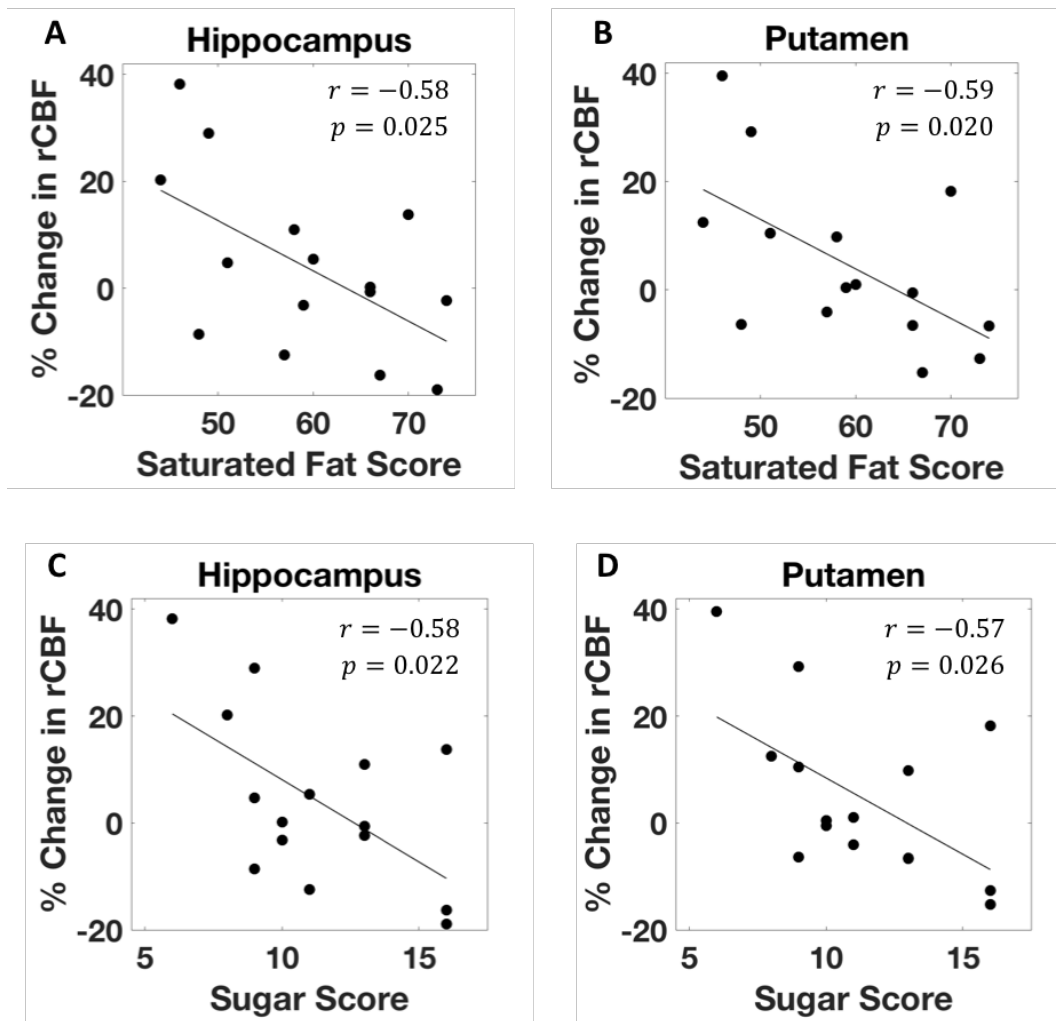 A
Hippocampus
r = −0.58
p = 0.025
% Change in rCBF
40
20
0
-20
50 60 70
Saturated Fat Score
B
Putamen
r = −0.59
p = 0.020
% Change in rCBF
40
20
0
-20
50 60 70
Saturated Fat Score
C
Hippocampus
r = −0.58
p = 0.022
% Change in rCBF
40
20
0
-20
5 10 15
Sugar Score
D
Putamen
r = −0.57
p = 0.026
% Change in rCBF
40
20
0
-20
5 10 15
Sugar Score